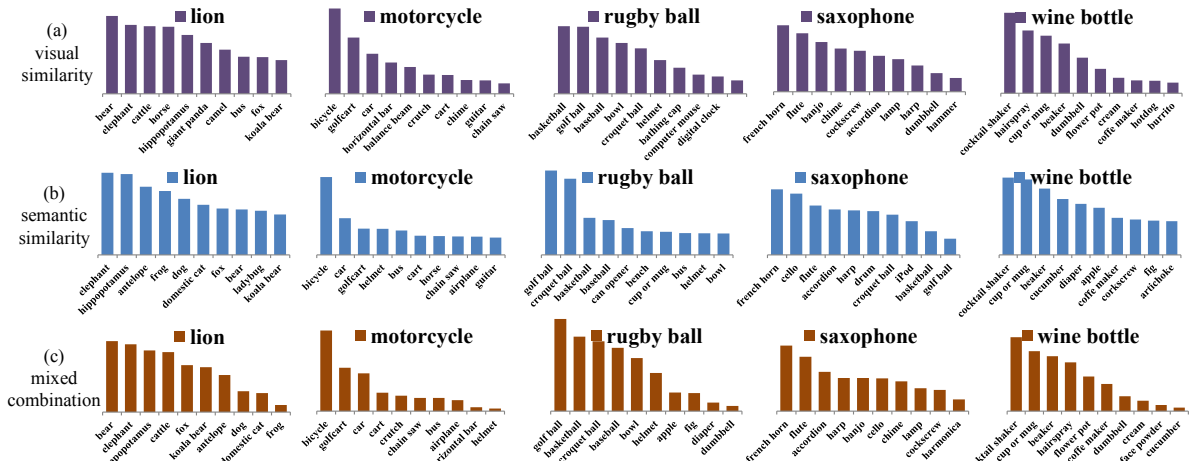 (a)
visual
similarity
lion
bear
elephant
cattle
horse
hippopotamus
giant panda
camel
bus
fox
koala bear
motorcycle
bicycle
golfcart
car
horizontal bar
balance beam
crutch
cart
chime
guitar
chain saw
rugby ball
basketball
golf ball
baseball
bowl
croquet ball
helmet
bathing cap
computer mouse
digital clock
saxophone
french horn
flute
banjo
chime
cockscrew
accordion
lamp
harp
dumbbell
hammer
wine bottle
cocktail shaker
hairspray
cup or mug
beaker
dumbbell
flower pot
cream
coffe maker
hotdog
burrito
(b)
semantic
similarity
lion
elephant
hippopotamus
antelope
frog
dog
domestic cat
fox
bear
ladybug
koala bear
motorcycle
bicycle
car
golfcart
helmet
bus
cart
horse
chain saw
airplane
guitar
rugby ball
golf ball
croquet ball
basketball
baseball
can opener
bench
cup or mug
bus
helmet
bowl
saxophone
french horn
cello
flute
accordion
harp
drum
croquet ball
iPod
basketball
golf ball
wine bottle
cocktail shaker
cup or mug
beaker
cucumber
diaper
apple
coffe maker
corkscrew
fig
artichoke
(c)
mixed
combination
lion
bear
elephant
opopotamus
cattle
fox
koala bear
antelope
dog
domestic cat
frog
motorcycle
bicycle
golfcart
car
cart
crutch
chain saw
bus
airplane
rizontal bar
helmet
rugby ball
golf ball
basketball
croquet ball
baseball
bowl
helmet
apple
fig
diaper
dumbbell
saxophone
french horn
flute
accordion
harp
banjo
cello
chime
lamp
cockscrew
harmonica
wine bottle
cktail shaker
cup or mug
beaker
hairspray
flower pot
coffe maker
dumbbell
cream
face powder
cucumber